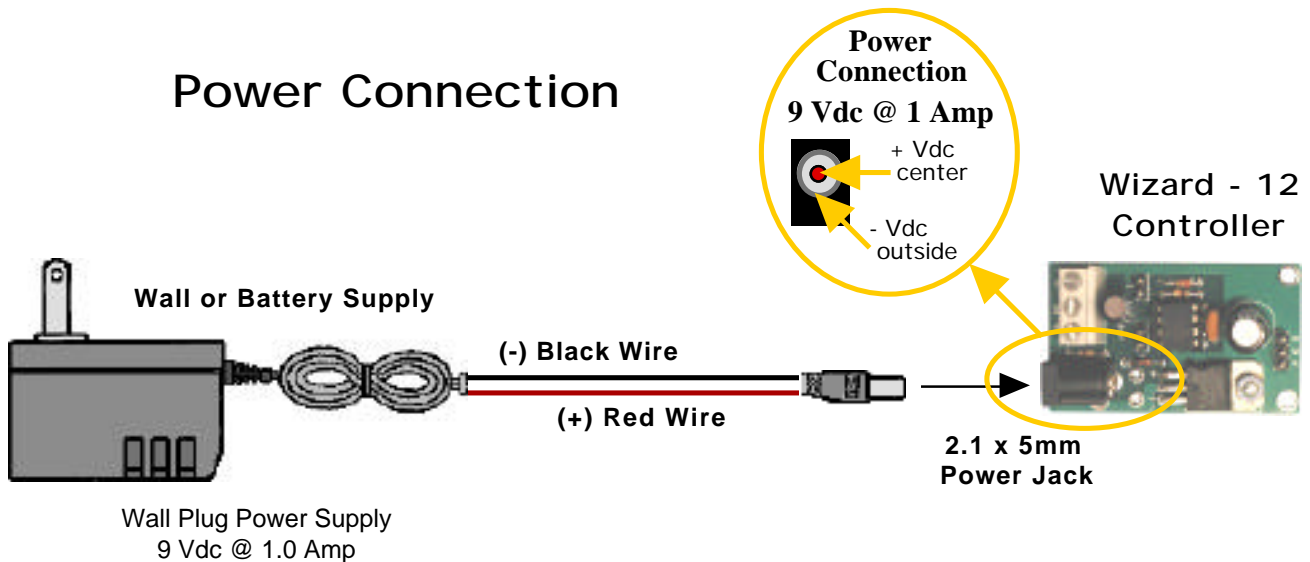 Power Connection
Power
Connection
9 Vdc @ 1 Amp
+ Vdc
center
- Vdc
outside
Wizard - 12
Controller
Wall or Battery Supply
(-) Black Wire
(+) Red Wire
2.1 x 5mm
Power Jack
Wall Plug Power Supply
9 Vdc @ 1.0 Amp